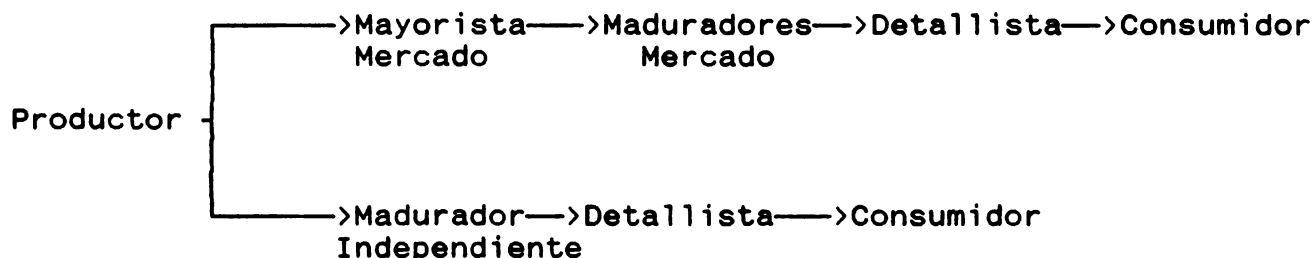 >Mayorista—>Maduradores—>Detallista—>Consumidor
Mercado Mercado
Productor
>Madurador—>Detallista—>Consumidor
Independiente